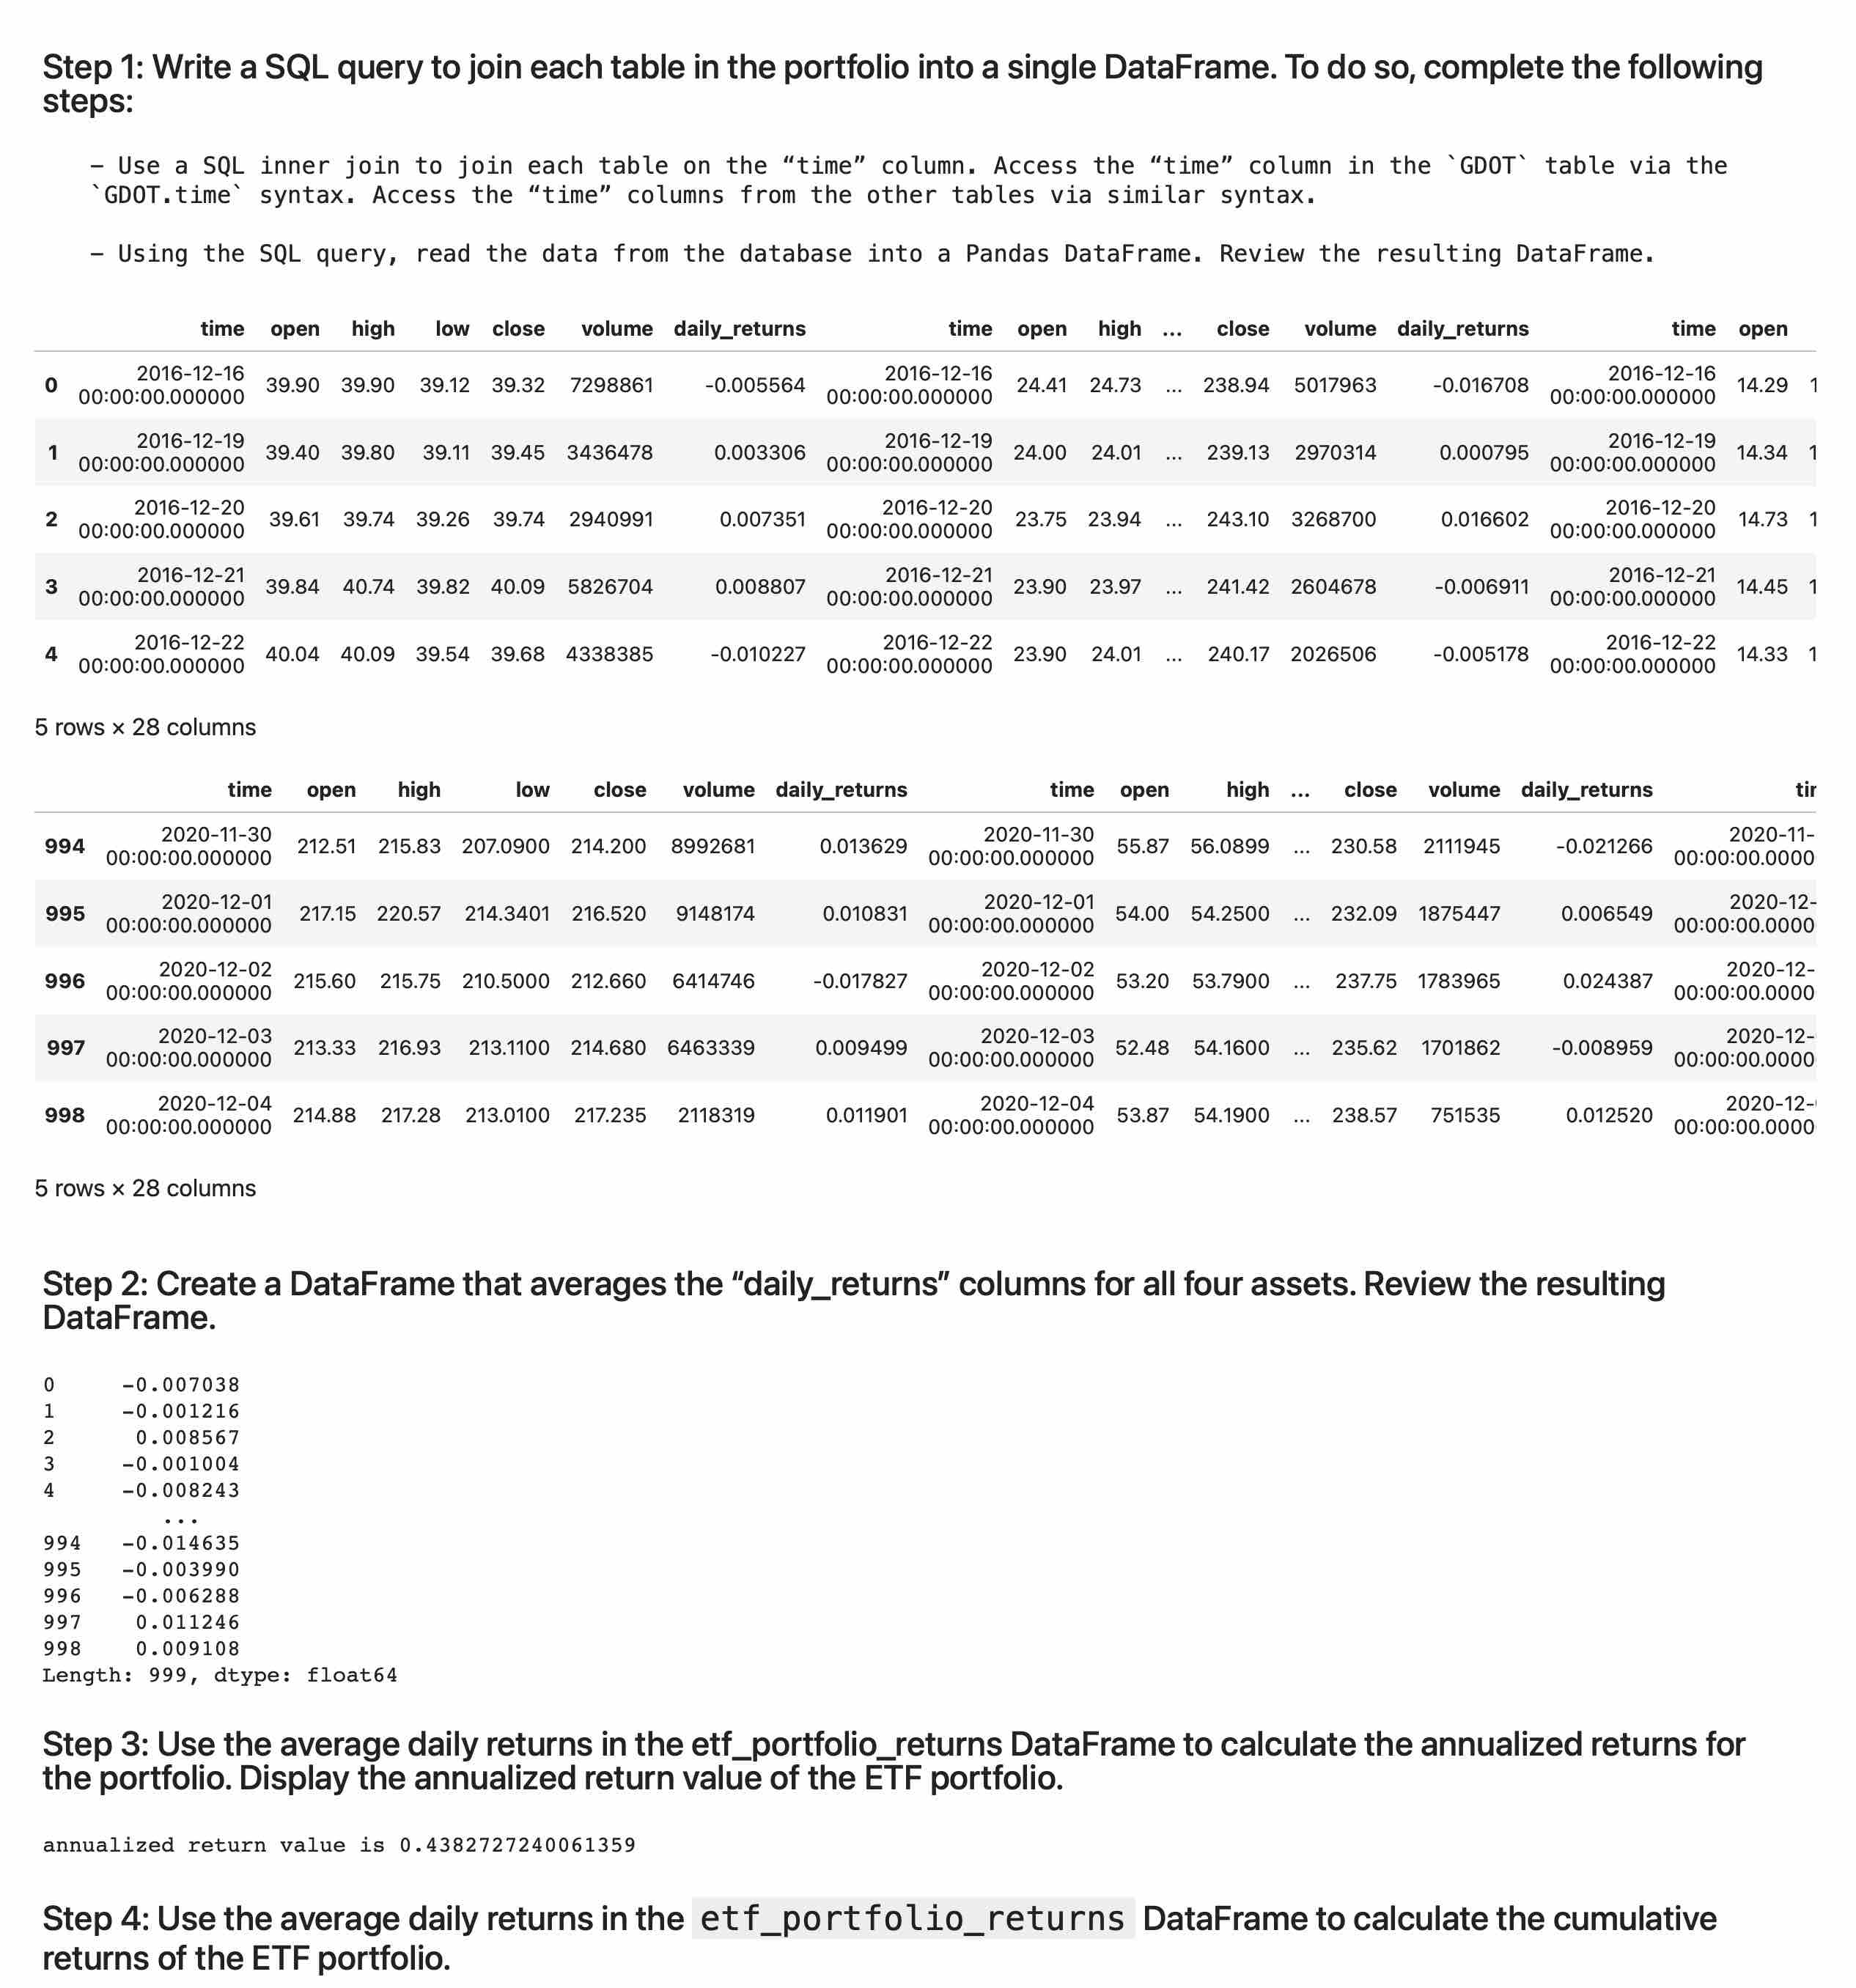 Step 1: Write a SQL query to join each table in the portfolio into a single DataFrame. To do so, complete the following
steps:
– Use a SQL inner join to join each table on the “time” column. Access the “time” column in the `GDOT` table via the
`GDOT.time` syntax. Access the “time” columns from the other tables via similar syntax.
– Using the SQL query, read the data from the database into a Pandas DataFrame. Review the resulting DataFrame.
time open high low close volume daily_returns time open high ... close volume daily_returns time open
0 2016-12-16 00:00:00.000000 39.90 39.90 39.12 39.32 7298861 -0.005564 2016-12-16 00:00:00.000000 24.41 24.73 ... 238.94 5017963 -0.016708 2016-12-16 00:00:00.000000 14.29 1
1 2016-12-19 00:00:00.000000 39.40 39.80 39.11 39.45 3436478 0.003306 2016-12-19 00:00:00.000000 24.00 24.01 ... 239.13 2970314 0.000795 2016-12-19 00:00:00.000000 14.34 1
2 2016-12-20 00:00:00.000000 39.61 39.74 39.26 39.74 2940991 0.007351 2016-12-20 00:00:00.000000 23.75 23.94 ... 243.10 3268700 0.016602 2016-12-20 00:00:00.000000 14.73 1
3 2016-12-21 00:00:00.000000 39.84 40.74 39.82 40.09 5826704 0.008807 2016-12-21 00:00:00.000000 23.90 23.97 ... 241.42 2604678 -0.006911 2016-12-21 00:00:00.000000 14.45 1
4 2016-12-22 00:00:00.000000 40.04 40.09 39.54 39.68 4338385 -0.010227 2016-12-22 00:00:00.000000 23.90 24.01 ... 240.17 2026506 -0.005178 2016-12-22 00:00:00.000000 14.33 1
5 rows × 28 columns
time open high low close volume daily_returns time open high ... close volume daily_returns tir
994 2020-11-30 00:00:00.000000 212.51 215.83 207.0900 214.200 8992681 0.013629 2020-11-30 00:00:00.000000 55.87 56.0899 ... 230.58 2111945 -0.021266 2020-11- 00:00:00.0000
995 2020-12-01 00:00:00.000000 217.15 220.57 214.3401 216.520 9148174 0.010831 2020-12-01 00:00:00.000000 54.00 54.2500 ... 232.09 1875447 0.006549 2020-12- 00:00:00.0000
996 2020-12-02 00:00:00.000000 215.60 215.75 210.5000 212.660 6414746 -0.017827 2020-12-02 00:00:00.000000 53.20 53.7900 ... 237.75 1783965 0.024387 2020-12- 00:00:00.0000
997 2020-12-03 00:00:00.000000 213.33 216.93 213.1100 214.680 6463339 0.009499 2020-12-03 00:00:00.000000 52.48 54.1600 ... 235.62 1701862 -0.008959 2020-12- 00:00:00.0000
998 2020-12-04 00:00:00.000000 214.88 217.28 213.0100 217.235 2118319 0.011901 2020-12-04 00:00:00.000000 53.87 54.1900 ... 238.57 751535 0.012520 2020-12- 00:00:00.0000
5 rows × 28 columns
Step 2: Create a DataFrame that averages the “daily_returns” columns for all four assets. Review the resulting
DataFrame.
0 -0.007038
1 -0.001216
2 0.008567
3 -0.001004
4 -0.008243
...
994 -0.014635
995 -0.003990
996 -0.006288
997 0.011246
998 0.009108
Length: 999, dtype: float64
Step 3: Use the average daily returns in the etf_portfolio_returns DataFrame to calculate the annualized returns for
the portfolio. Display the annualized return value of the ETF portfolio.
annualized return value is 0.4382727240061359
Step 4: Use the average daily returns in the etf_portfolio_returns DataFrame to calculate the cumulative
returns of the ETF portfolio.